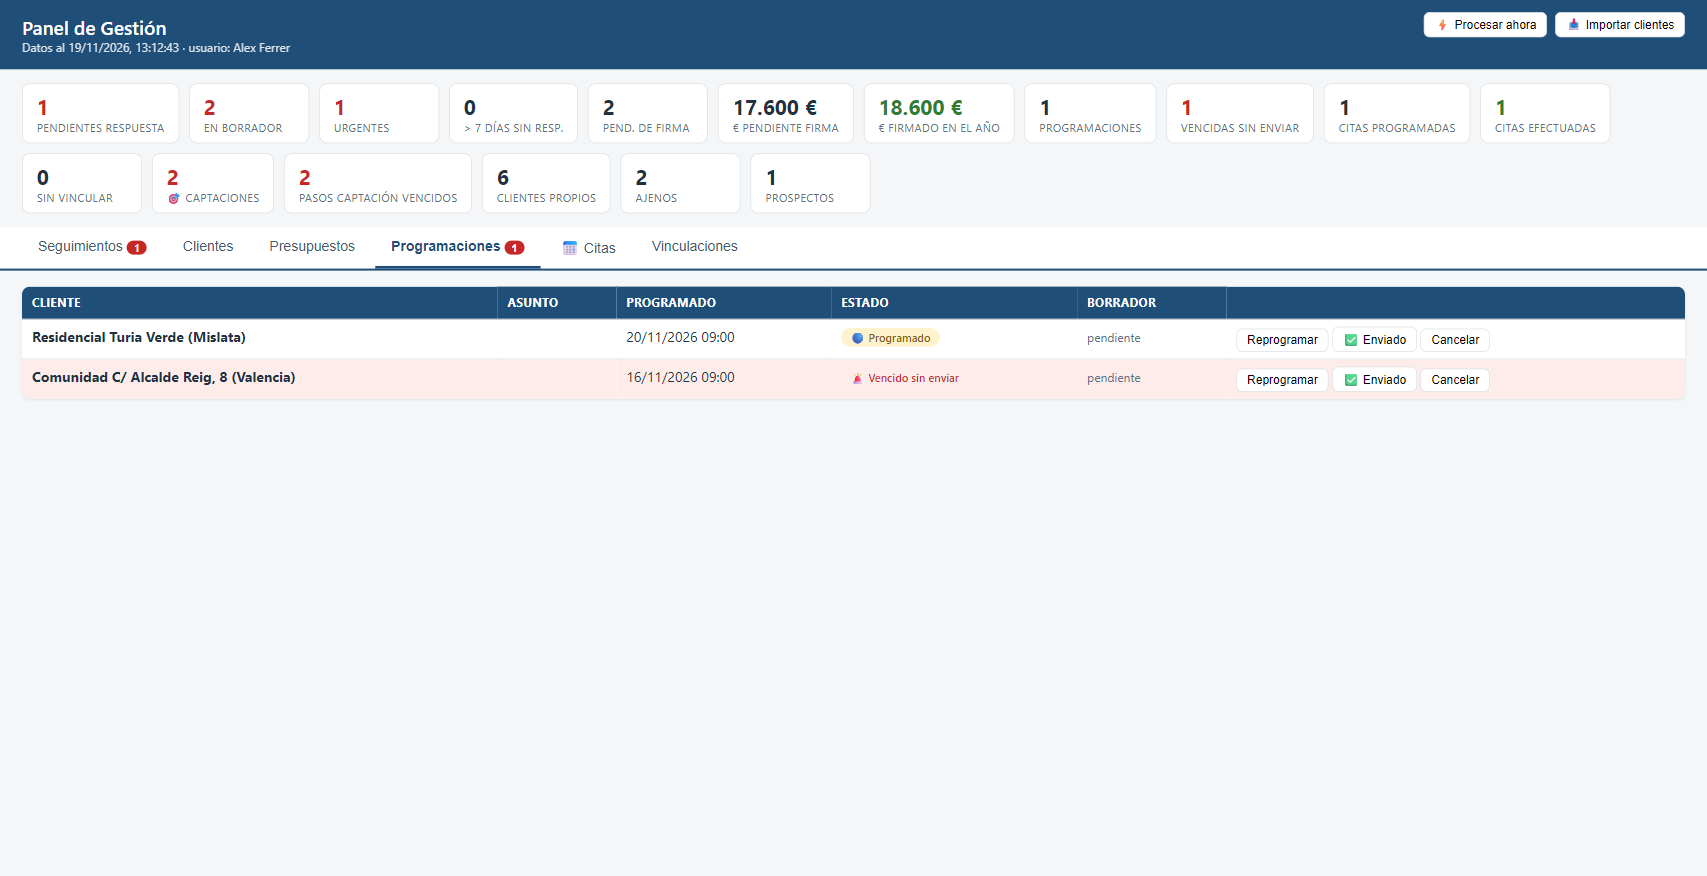 Panel de Gestión
Datos al 19/11/2026, 13:12:43 · usuario: Alex Ferrer
Procesar ahora
Importar clientes
1
PENDIENTES RESPUESTA
2
EN BORRADOR
1
URGENTES
0
> 7 DÍAS SIN RESP.
2
PEND. DE FIRMA
17.600 €
€ PENDIENTE FIRMA
18.600 €
€ FIRMADO EN EL AÑO
1
PROGRAMACIONES
1
VENCIDAS SIN ENVIAR
1
CITAS PROGRAMADAS
1
CITAS EFECTUADAS
0
SIN VINCULAR
2
CAPTACIONES
2
PASOS CAPTACIÓN VENCIDOS
6
CLIENTES PROPIOS
2
AJENOS
1
PROSPECTOS
Seguimientos 1 Clientes Presupuestos Programaciones 1 Citas Vinculaciones
CLIENTE ASUNTO PROGRAMADO ESTADO BORRADOR
Residencial Turia Verde (Mislata) 20/11/2026 09:00 Programado pendiente Reprogramar Enviado Cancelar
Comunidad C/ Alcalde Reig, 8 (Valencia) 16/11/2026 09:00 Vencido sin enviar pendiente Reprogramar Enviado Cancelar